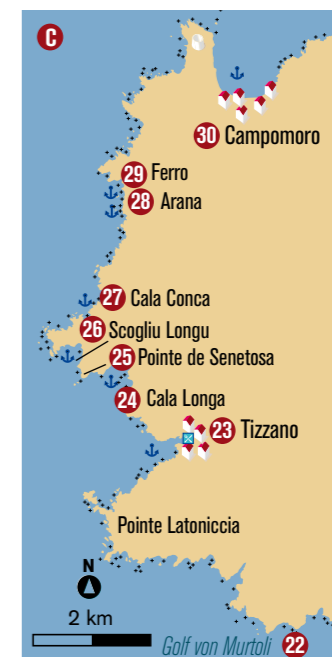 C
30 Campomoro
29 Ferro
28 Arana
27 Cala Conca
26 Scogliu Longu
25 Pointe de Senetosa
24 Cala Longa
23 Tizzano
Pointe Latoniccia
N
2 km
Golf von Murtoli 22